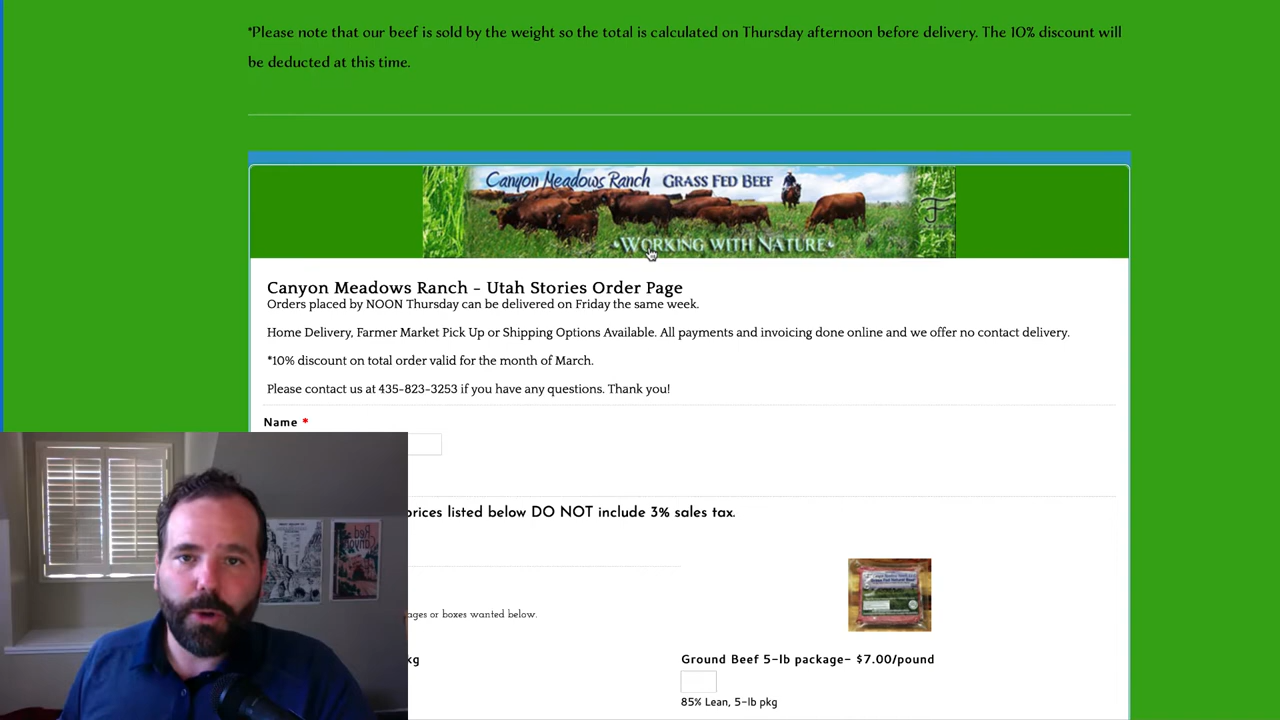 *Please note that our beef is sold by the weight so the total is calculated on Thursday afternoon before delivery. The 10% discount will
be deducted at this time.
Canyon Meadows Ranch GRASS FED BEEF
•WORKING WITH NATURE•
Canyon Meadows Ranch - Utah Stories Order Page
Orders placed by NOON Thursday can be delivered on Friday the same week.
Home Delivery, Farmer Market Pick Up or Shipping Options Available. All payments and invoicing done online and we offer no contact delivery.
*10% discount on total order valid for the month of March.
Please contact us at 435-823-3253 if you have any questions. Thank you!
Name *
prices listed below DO NOT include 3% sales tax.
ages or boxes wanted below.
kg
Ground Beef 5-lb package- $7.00/pound
85% Lean, 5-lb pkg